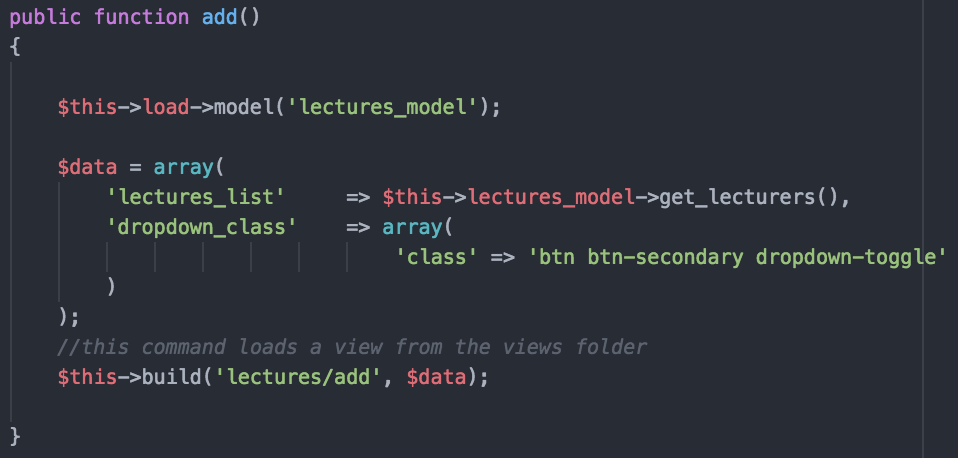 public function add()
{
$this->load->model('lectures_model');
$data = array(
'lectures_list' => $this->lectures_model->get_lecturers(),
'dropdown_class' => array(
'class' => 'btn btn-secondary dropdown-toggle'
)
);
//this command loads a view from the views folder
$this->build('lectures/add', $data);
}